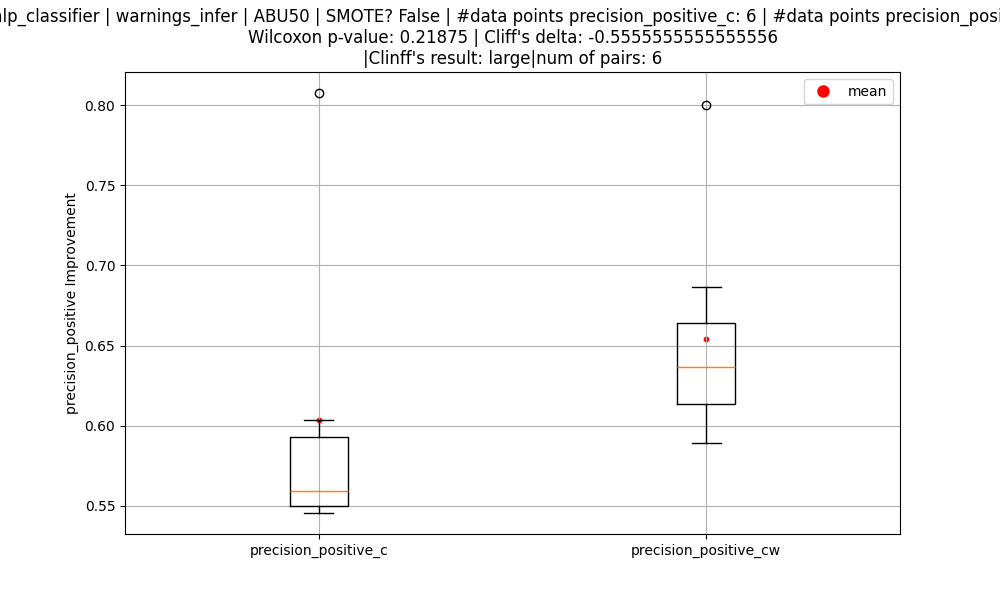 | warnings_infer | ABU50 | SMOTE? False | #data points precision_positive_c: 6 | #data points
Wilcoxon p-value: 0.21875 | Cliff's delta: -0.5555555555555556
|Clinff's result: large|num of pairs: 6
mean
0.80
0.75
0.70
0.65
0.60
0.55
precision_positive Improvement
precision_positive_c
precision_positive_cw